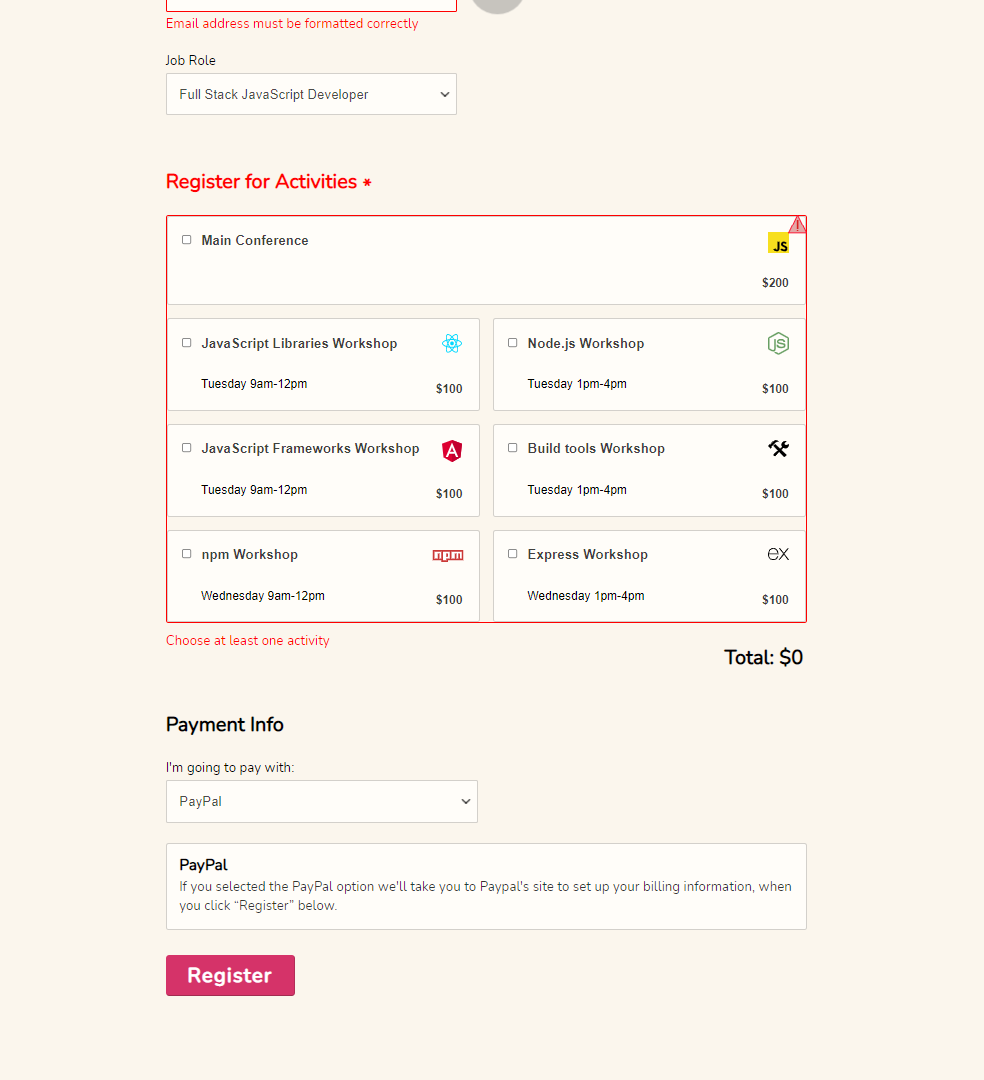 Email address must be formatted correctly
Job Role
Full Stack JavaScript Developer
Register for Activities *
Main Conference
JS
$200
JavaScript Libraries Workshop
Tuesday 9am-12pm
$100
Node.js Workshop
JS
Tuesday 1pm-4pm
$100
JavaScript Frameworks Workshop
A
Tuesday 9am-12pm
$100
Build tools Workshop
Tuesday 1pm-4pm
$100
npm Workshop
npm
Wednesday 9am-12pm
$100
Express Workshop
ex
Wednesday 1pm-4pm
$100
Choose at least one activity
Total: $0
Payment Info
I'm going to pay with:
PayPal
PayPal
If you selected the PayPal option we'll take you to Paypal's site to set up your billing information, when
you click “Register” below.
Register